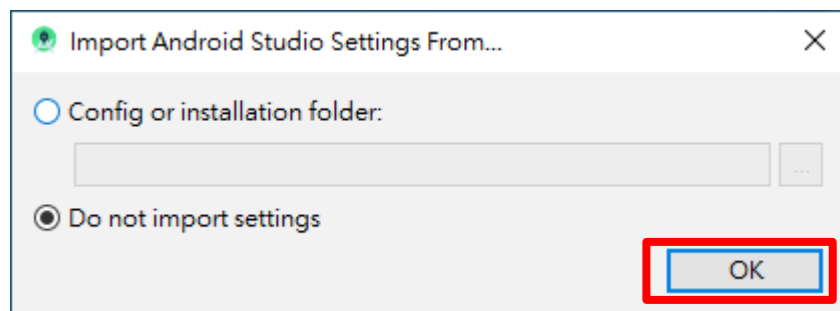 Import Android Studio Settings From...
Config or installation folder:
...
Do not import settings
OK